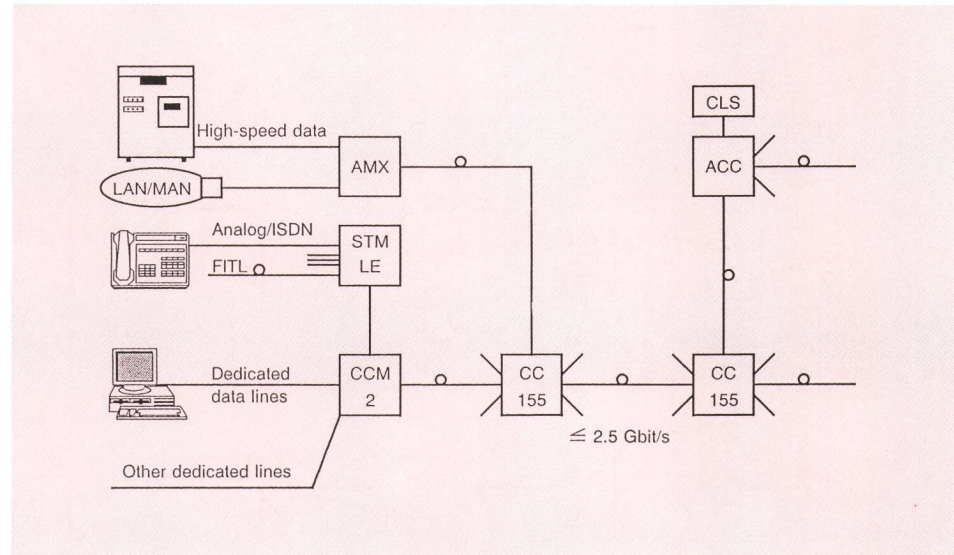 CLS
High-speed data
AMX
ACC
LAN/MAN
Analog/ISDN
STM
LE
FITL
Dedicated
data lines
CCM
2
CC
155
CC
155
≦ 2.5 Gbit/s
Other dedicated lines